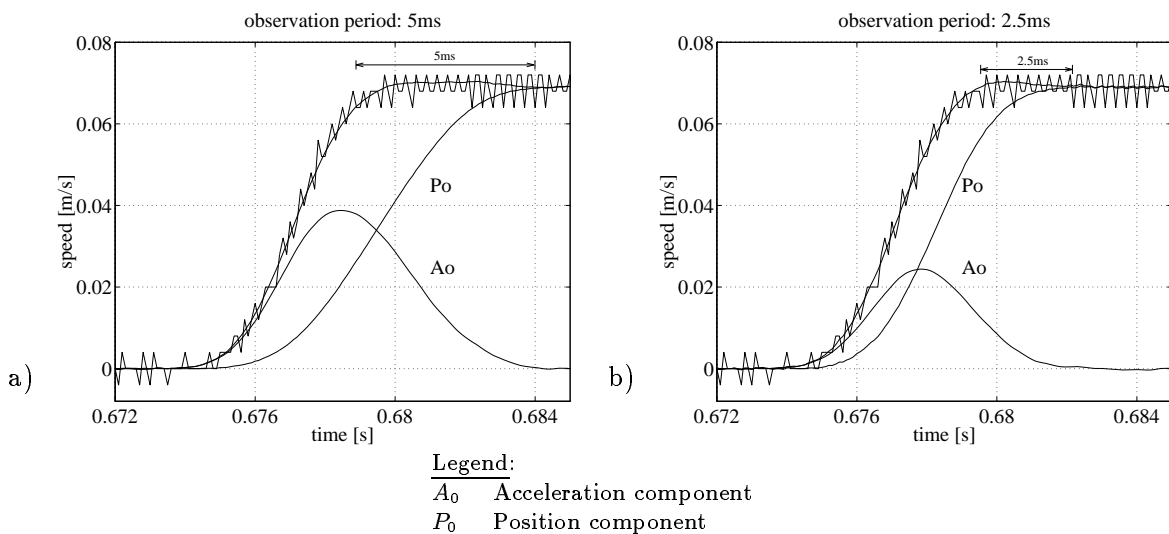 observation period: 5ms
0.08
0.06
0.04
0.02
0
speed [m/s]
5ms
Po
Ao
a)
0.672
0.676
0.68
0.684
time [s]
observation period: 2.5ms
0.08
0.06
0.04
0.02
0
speed [m/s]
2.5ms
Po
Ao
b)
0.672
0.676
0.68
0.684
time [s]
Legend:
A₀ Acceleration component
P₀ Position component